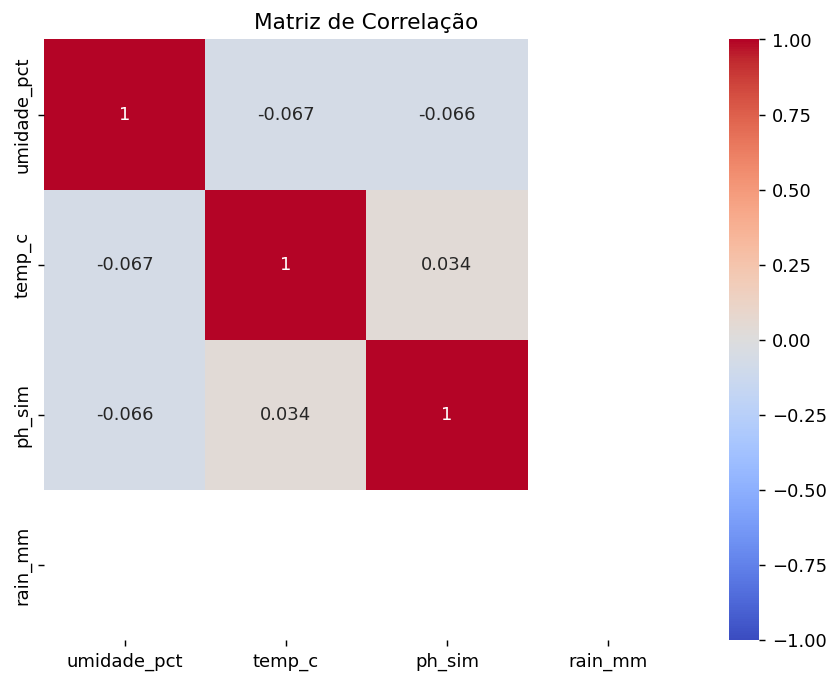 Matriz de Correlação
umidade_pct
1
-0.067
-0.066
temp_c
-0.067
1
0.034
ph_sim
-0.066
0.034
1
rain_mm
umidade_pct
temp_c
ph_sim
rain_mm
1.00
0.75
0.50
0.25
0.00
−0.25
−0.50
−0.75
−1.00